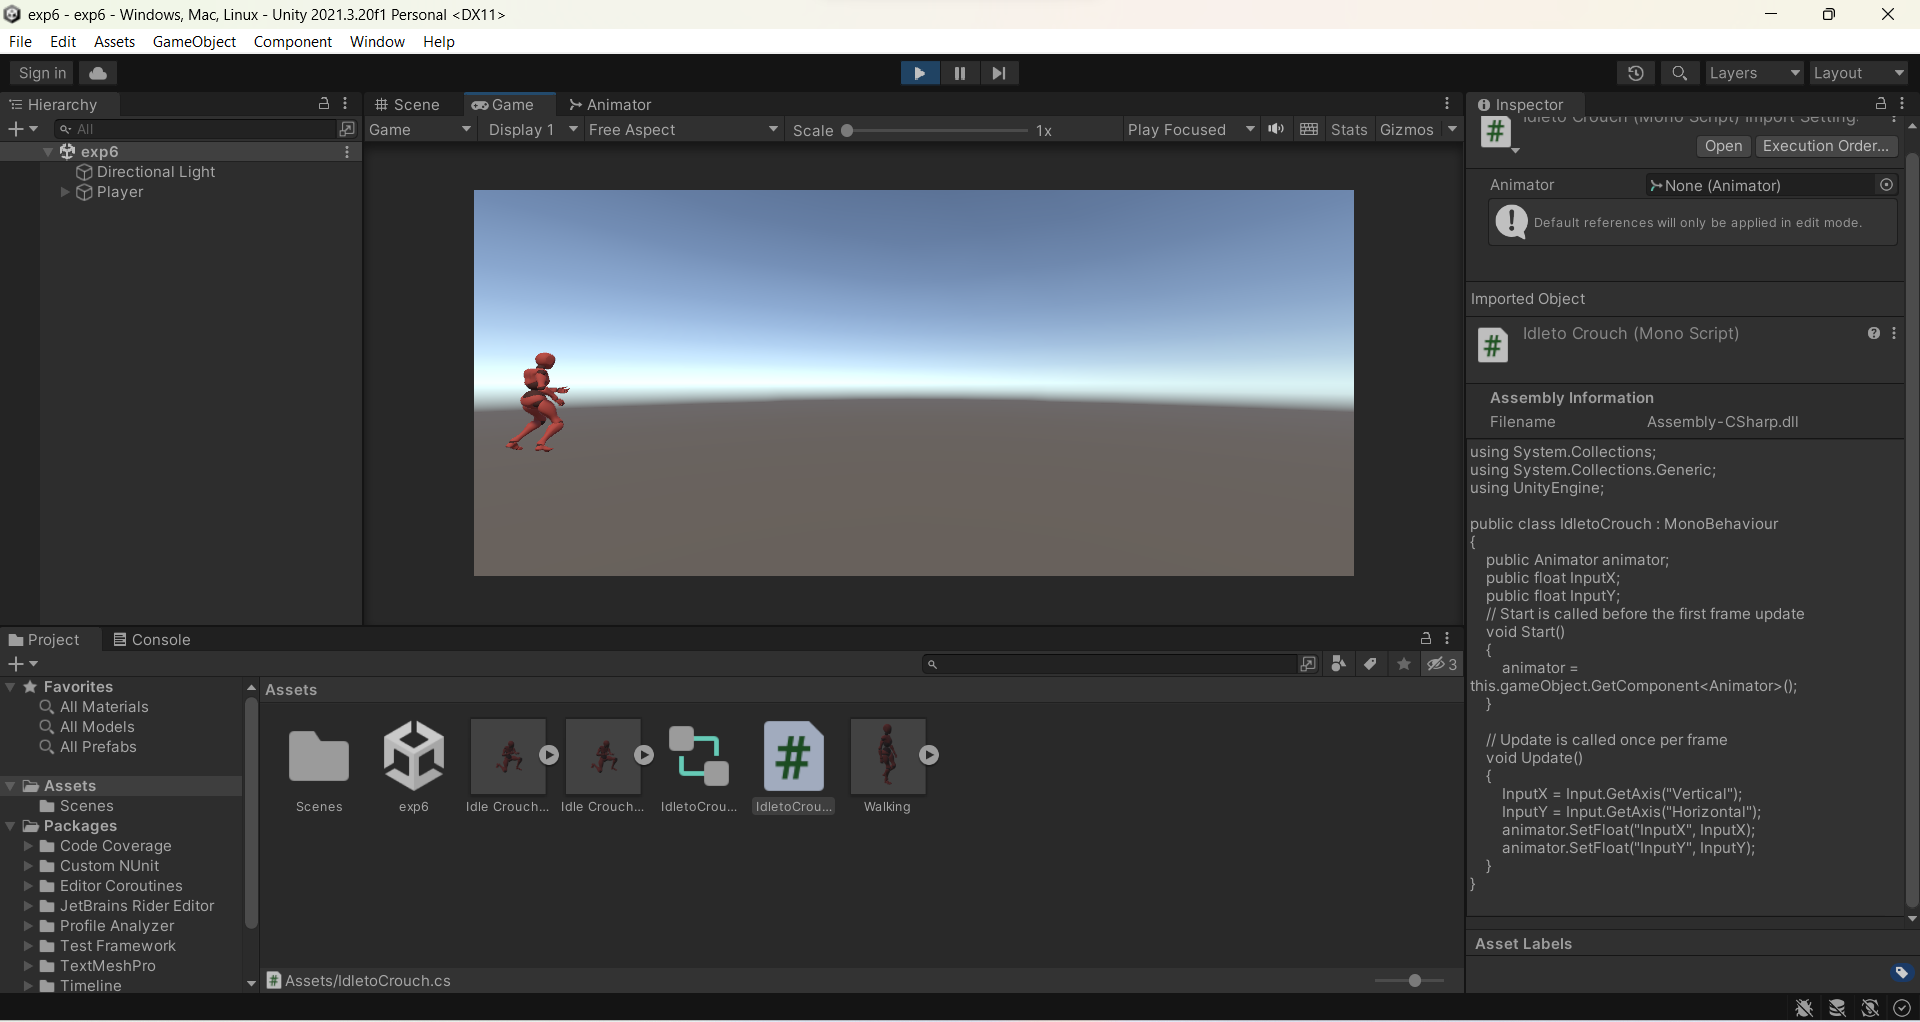 exp6 - exp6 - Windows, Mac, Linux - Unity 2021.3.20f1 Personal <DX11>
File Edit Assets GameObject Component Window Help
Sign in
Layers Layout
Hierarchy
All
exp6
Directional Light
Player
Scene Game Animator
Game Display 1 Free Aspect Scale 1x Play Focused Stats Gizmos
Inspector
Idleto Crouch (Mono Script) Import Setting
Open Execution Order...
Animator None (Animator)
Default references will only be applied in edit mode.
Imported Object
Idleto Crouch (Mono Script)
Assembly Information
Filename Assembly-CSharp.dll
using System.Collections;
using System.Collections.Generic;
using UnityEngine;
public class IdletoCrouch : MonoBehaviour
{
public Animator animator;
public float InputX;
public float InputY;
// Start is called before the first frame update
void Start()
{
animator =
this.gameObject.GetComponent<Animator>();
}
// Update is called once per frame
void Update()
{
InputX = Input.GetAxis("Vertical");
InputY = Input.GetAxis("Horizontal");
animator.SetFloat("InputX", InputX);
animator.SetFloat("InputY", InputY);
}
}
Asset Labels
Project Console
3
Favorites
All Materials
All Models
All Prefabs
Assets
Scenes
Packages
Code Coverage
Custom NUnit
Editor Coroutines
JetBrains Rider Editor
Profile Analyzer
Test Framework
TextMeshPro
Timeline
Assets
Scenes exp6 Idle Crouch... Idle Crouch... IdletoCrou... IdletoCrou... Walking
Assets/IdletoCrouch.cs